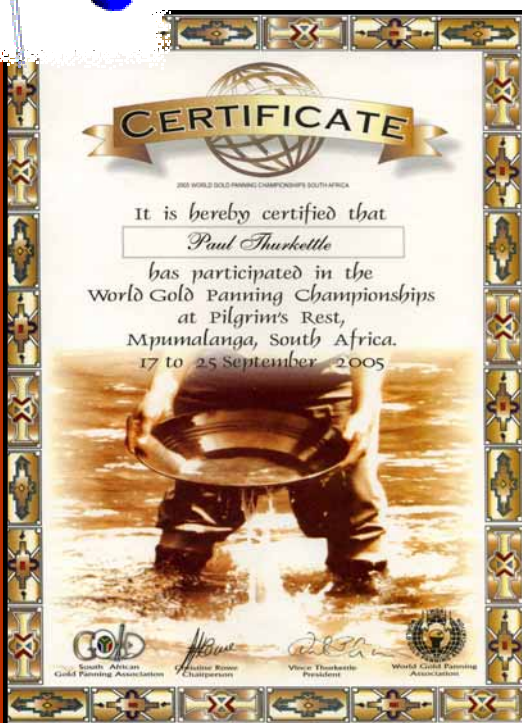 CERTIFICATE
2005 WORLD GOLD PANNING CHAMPIONSHIPS SOUTH AFRICA
It is hereby certified that
Paul Thurkettle
has participated in the
World Gold Panning Championships
at Pilgrim's Rest,
Mpumalanga, South Africa.
17 to 25 September 2005
South African
Gold Panning Association
Christine Rowe
Chairperson
Vince Thurkettle
President
World Gold Panning
Association